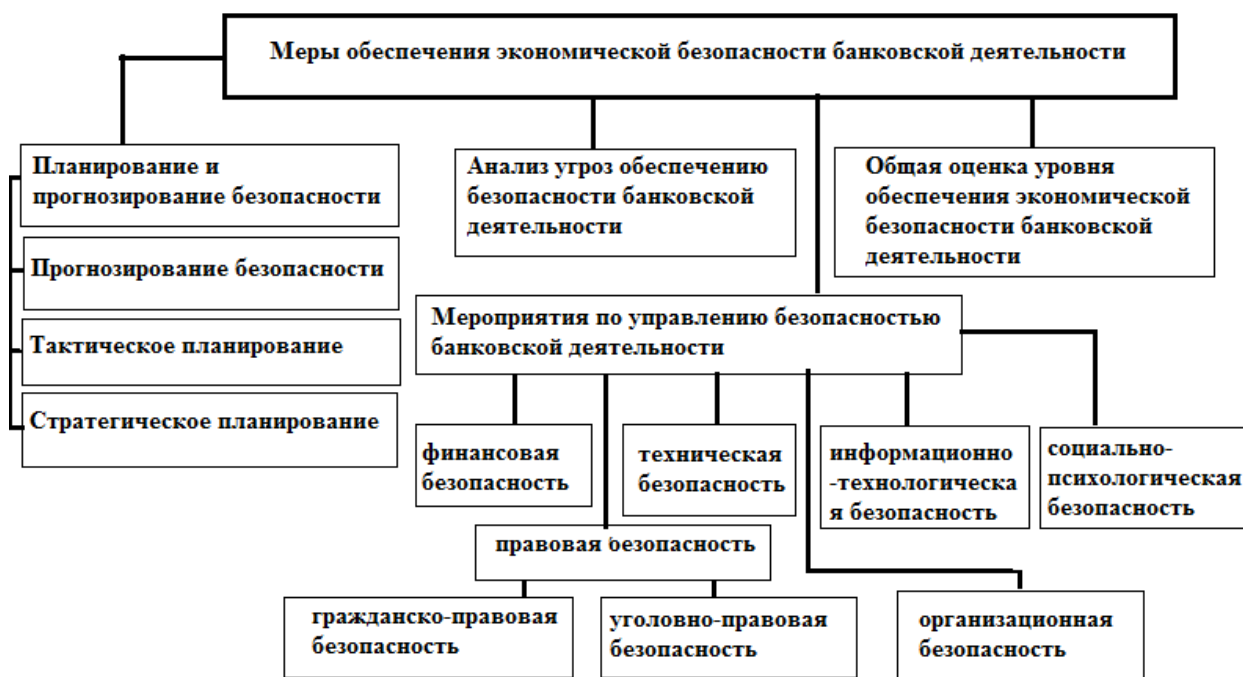 Меры обеспечения экономической безопасности банковской деятельности
Планирование и
прогнозирование безопасности
Анализ угроз обеспечению
безопасности банковской
деятельности
Общая оценка уровня
обеспечения экономической
безопасности банковской
деятельности
Прогнозирование безопасности
Тактическое планирование
Стратегическое планирование
Мероприятия по управлению безопасностью
банковской деятельности
финансовая
безопасность
техническая
безопасность
информационно
-технологическа
я безопасность
социально-
психологическая
безопасность
правовая безопасность
гражданско-правовая
безопасность
уголовно-правовая
безопасность
организационная
безопасность